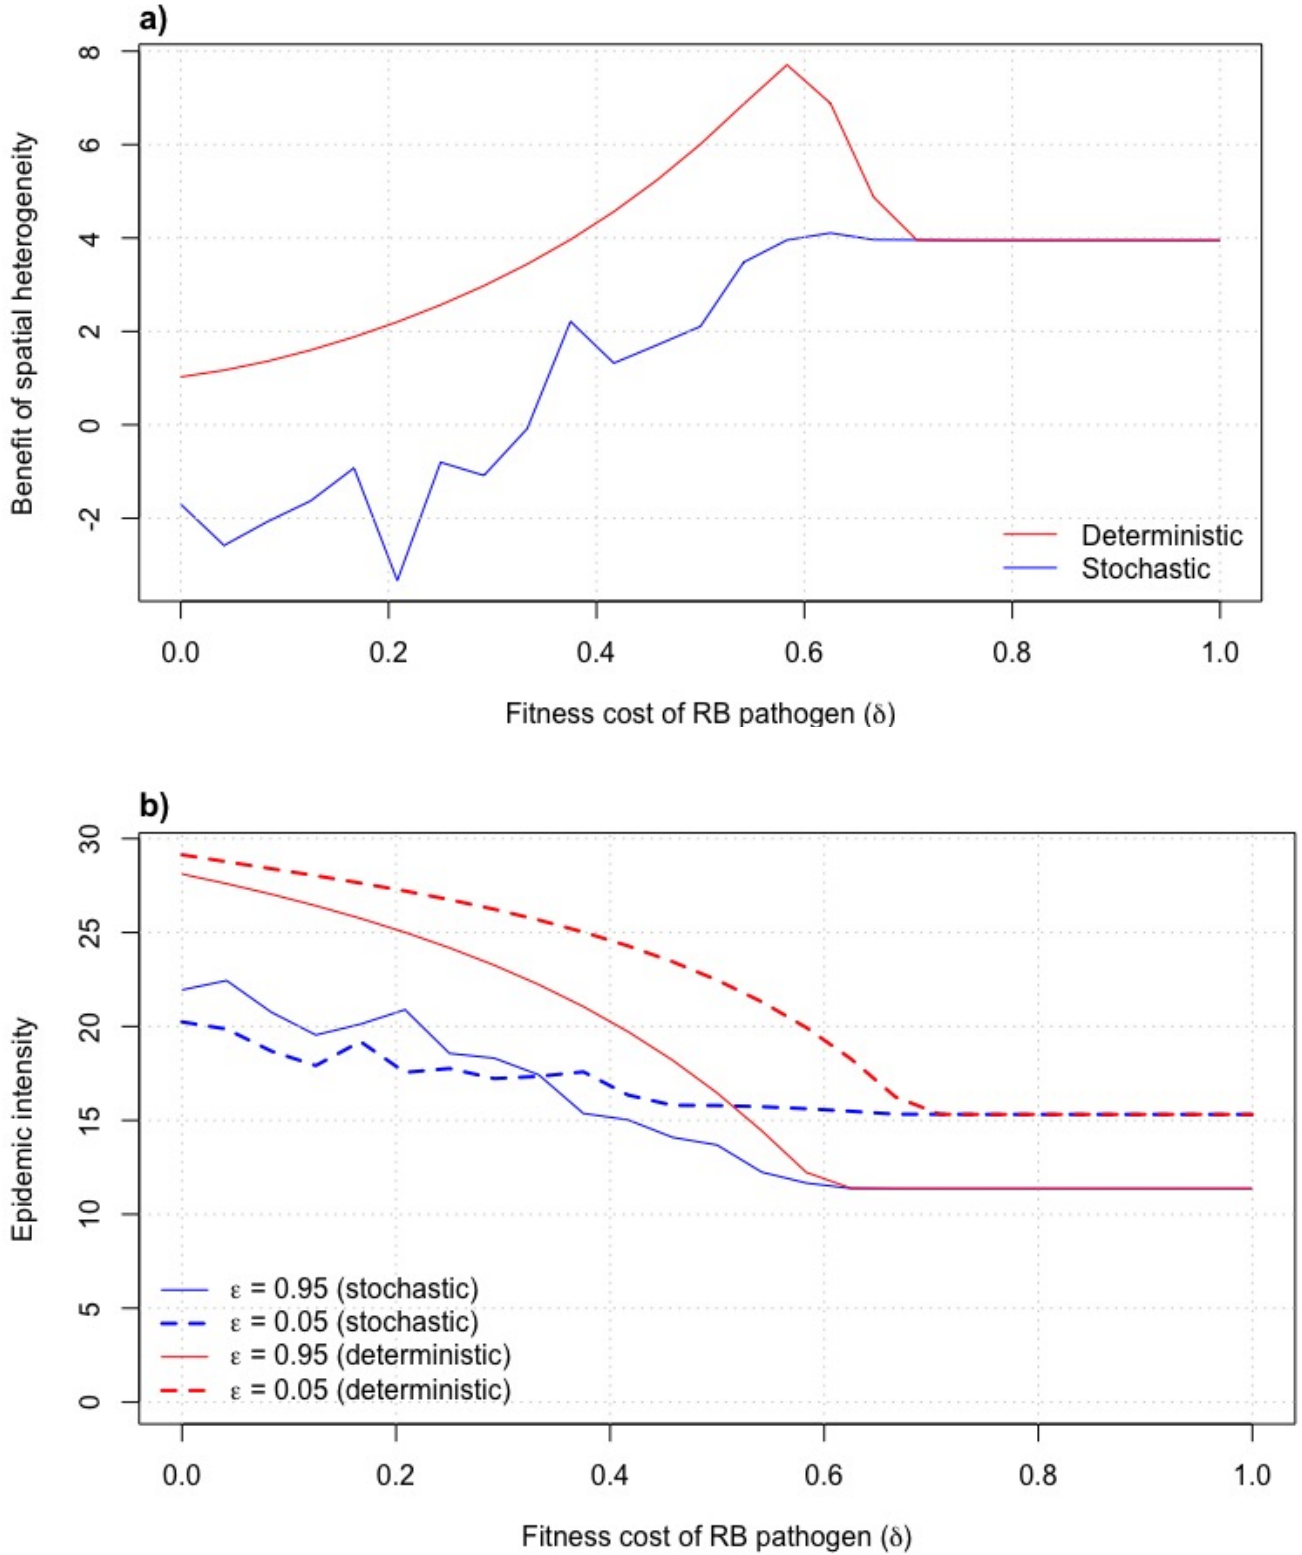 a)
8
6
4
2
0
-2
Benefit of spatial heterogeneity
Deterministic
Stochastic
0.0 0.2 0.4 0.6 0.8 1.0
Fitness cost of RB pathogen (δ)
b)
30
25
20
15
10
5
0
Epidemic intensity
ε = 0.95 (stochastic)
ε = 0.05 (stochastic)
ε = 0.95 (deterministic)
ε = 0.05 (deterministic)
0.0 0.2 0.4 0.6 0.8 1.0
Fitness cost of RB pathogen (δ)